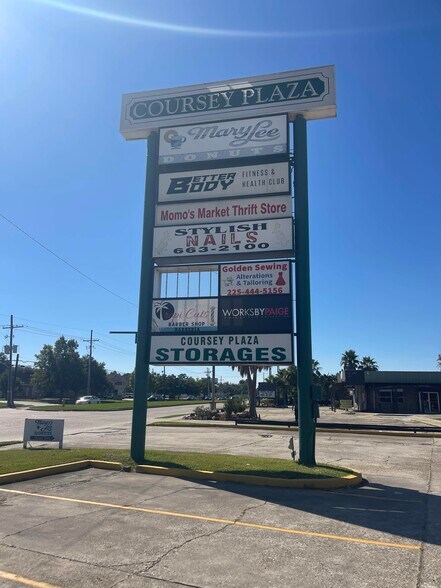 COURSEY PLAZA
MaryLee
DONUTS
BETTER BODY
FITNESS &
HEALTH CLUB
Momo's Market Thrift Store
STYLISH
NAILS
663-2100
Golden Sewing
Alterations
& Tailoring
225-444-5156
Cuts
BARBER SHOP
WORKSBYPAIGE
COURSEY PLAZA
STORAGES